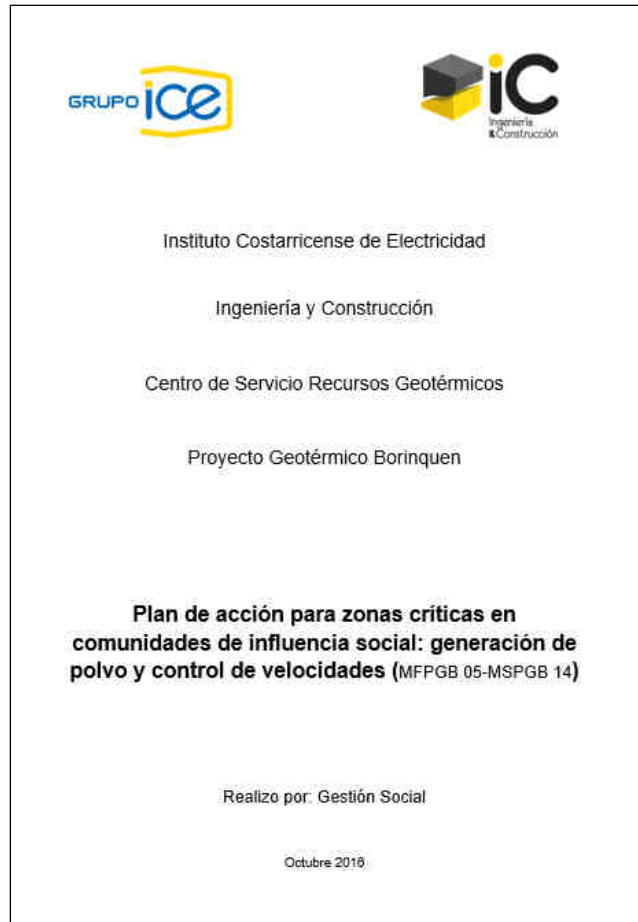 GRUPO ice
iC
Ingeniería
& Construcción
Instituto Costarricense de Electricidad
Ingeniería y Construcción
Centro de Servicio Recursos Geotérmicos
Proyecto Geotérmico Borinquen
Plan de acción para zonas críticas en
comunidades de influencia social: generación de
polvo y control de velocidades (MFPGB 05-MSPGB 14)
Realizo por: Gestión Social
Octubre 2016